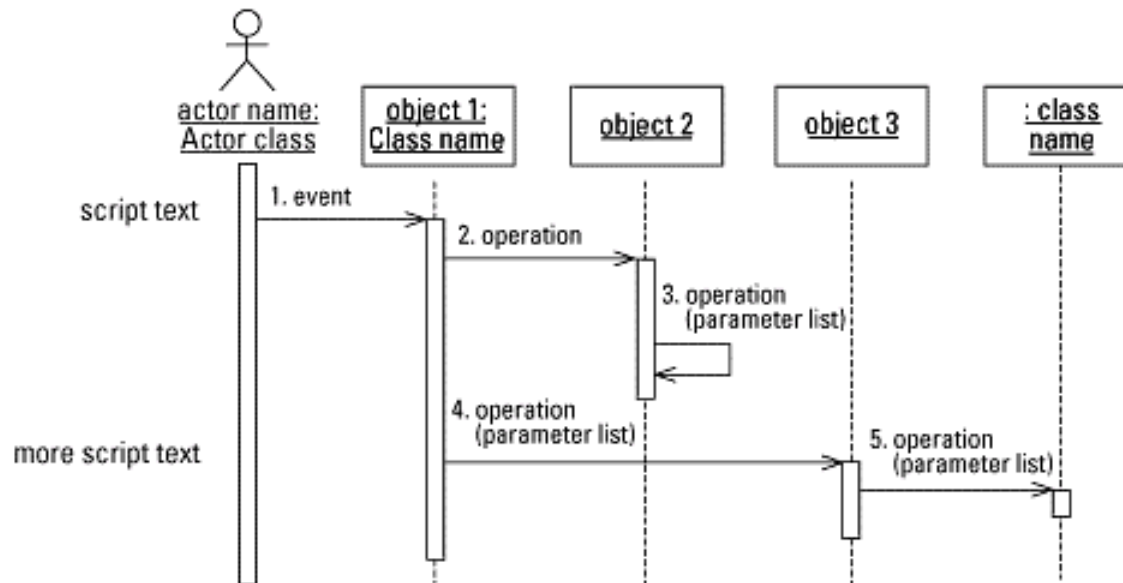 actor name:
Actor class
object 1:
Class name
object 2
object 3
: class
name
script text
1. event
2. operation
3. operation
(parameter list)
4. operation
(parameter list)
more script text
5. operation
(parameter list)